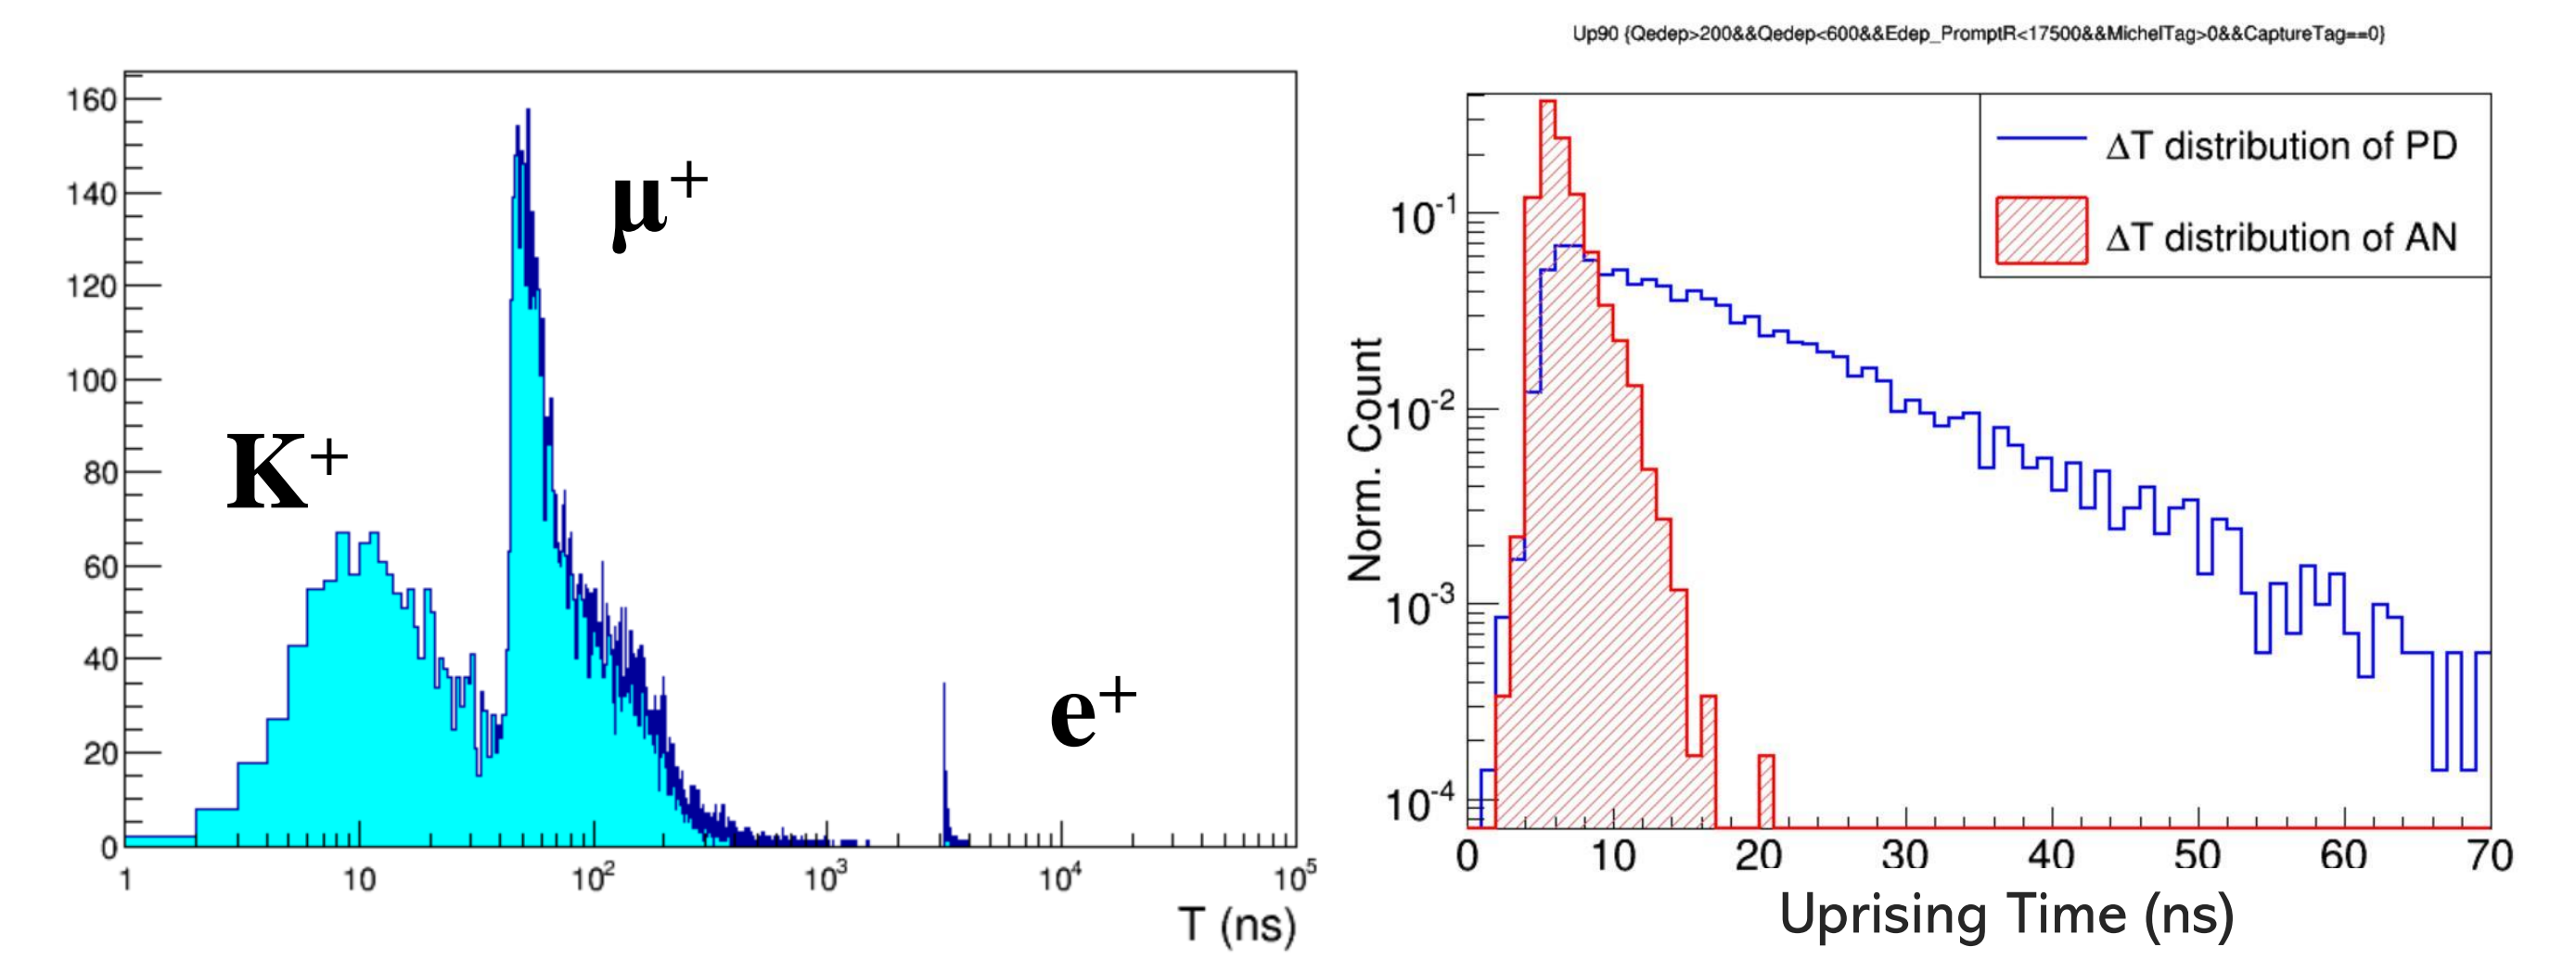 160
140
120
100
80
60
40
20
0
1 10 10² 10³ 10⁴ 10⁵
T (ns)
K⁺
μ⁺
e⁺
Up90 {Qedep>200&&Qedep<600&&Edep_PromptR<17500&&MichelTag>0&&CaptureTag==0}
ΔT distribution of PD
ΔT distribution of AN
Norm. Count
10⁻¹
10⁻²
10⁻³
10⁻⁴
0 10 20 30 40 50 60 70
Uprising Time (ns)